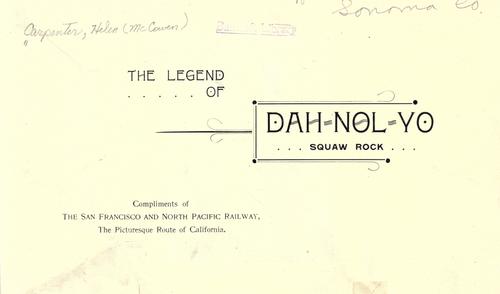 Sonoma Co.
Carpenter, Helen (McCowen)
"
THE LEGEND
. . . . . OF
DAH-NOL-YO
. . . SQUAW ROCK . . .
Compliments of
THE SAN FRANCISCO AND NORTH PACIFIC RAILWAY,
The Picturesque Route of California.